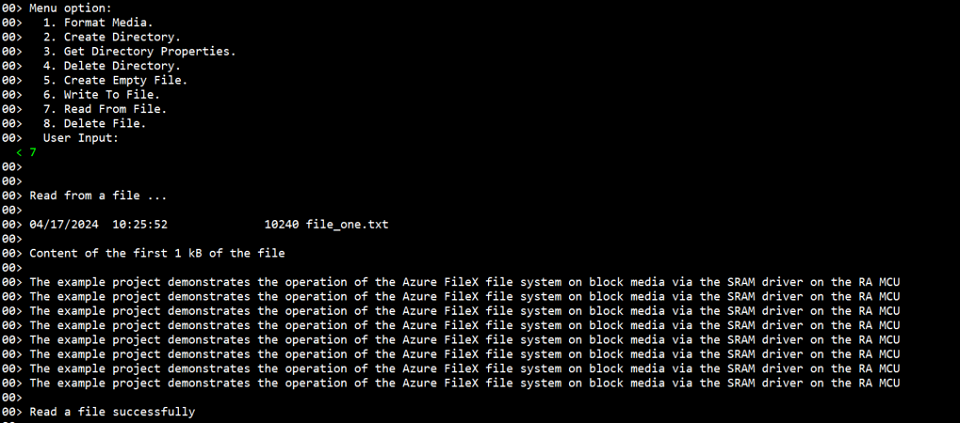 00> Menu option:
00>   1. Format Media.
00>   2. Create Directory.
00>   3. Get Directory Properties.
00>   4. Delete Directory.
00>   5. Create Empty File.
00>   6. Write To File.
00>   7. Read From File.
00>   8. Delete File.
00>   User Input:
  < 7
00>
00>
00> Read from a file ...
00>
00> 04/17/2024  10:25:52              10240 file_one.txt
00>
00> Content of the first 1 kB of the file
00>
00> The example project demonstrates the operation of the Azure FileX file system on block media via the SRAM driver on the RA MCU
00> The example project demonstrates the operation of the Azure FileX file system on block media via the SRAM driver on the RA MCU
00> The example project demonstrates the operation of the Azure FileX file system on block media via the SRAM driver on the RA MCU
00> The example project demonstrates the operation of the Azure FileX file system on block media via the SRAM driver on the RA MCU
00> The example project demonstrates the operation of the Azure FileX file system on block media via the SRAM driver on the RA MCU
00> The example project demonstrates the operation of the Azure FileX file system on block media via the SRAM driver on the RA MCU
00> The example project demonstrates the operation of the Azure FileX file system on block media via the SRAM driver on the RA MCU
00> The example project demonstrates the operation of the Azure FileX file system on block media via the SRAM driver on the RA MCU
00>
00> Read a file successfully